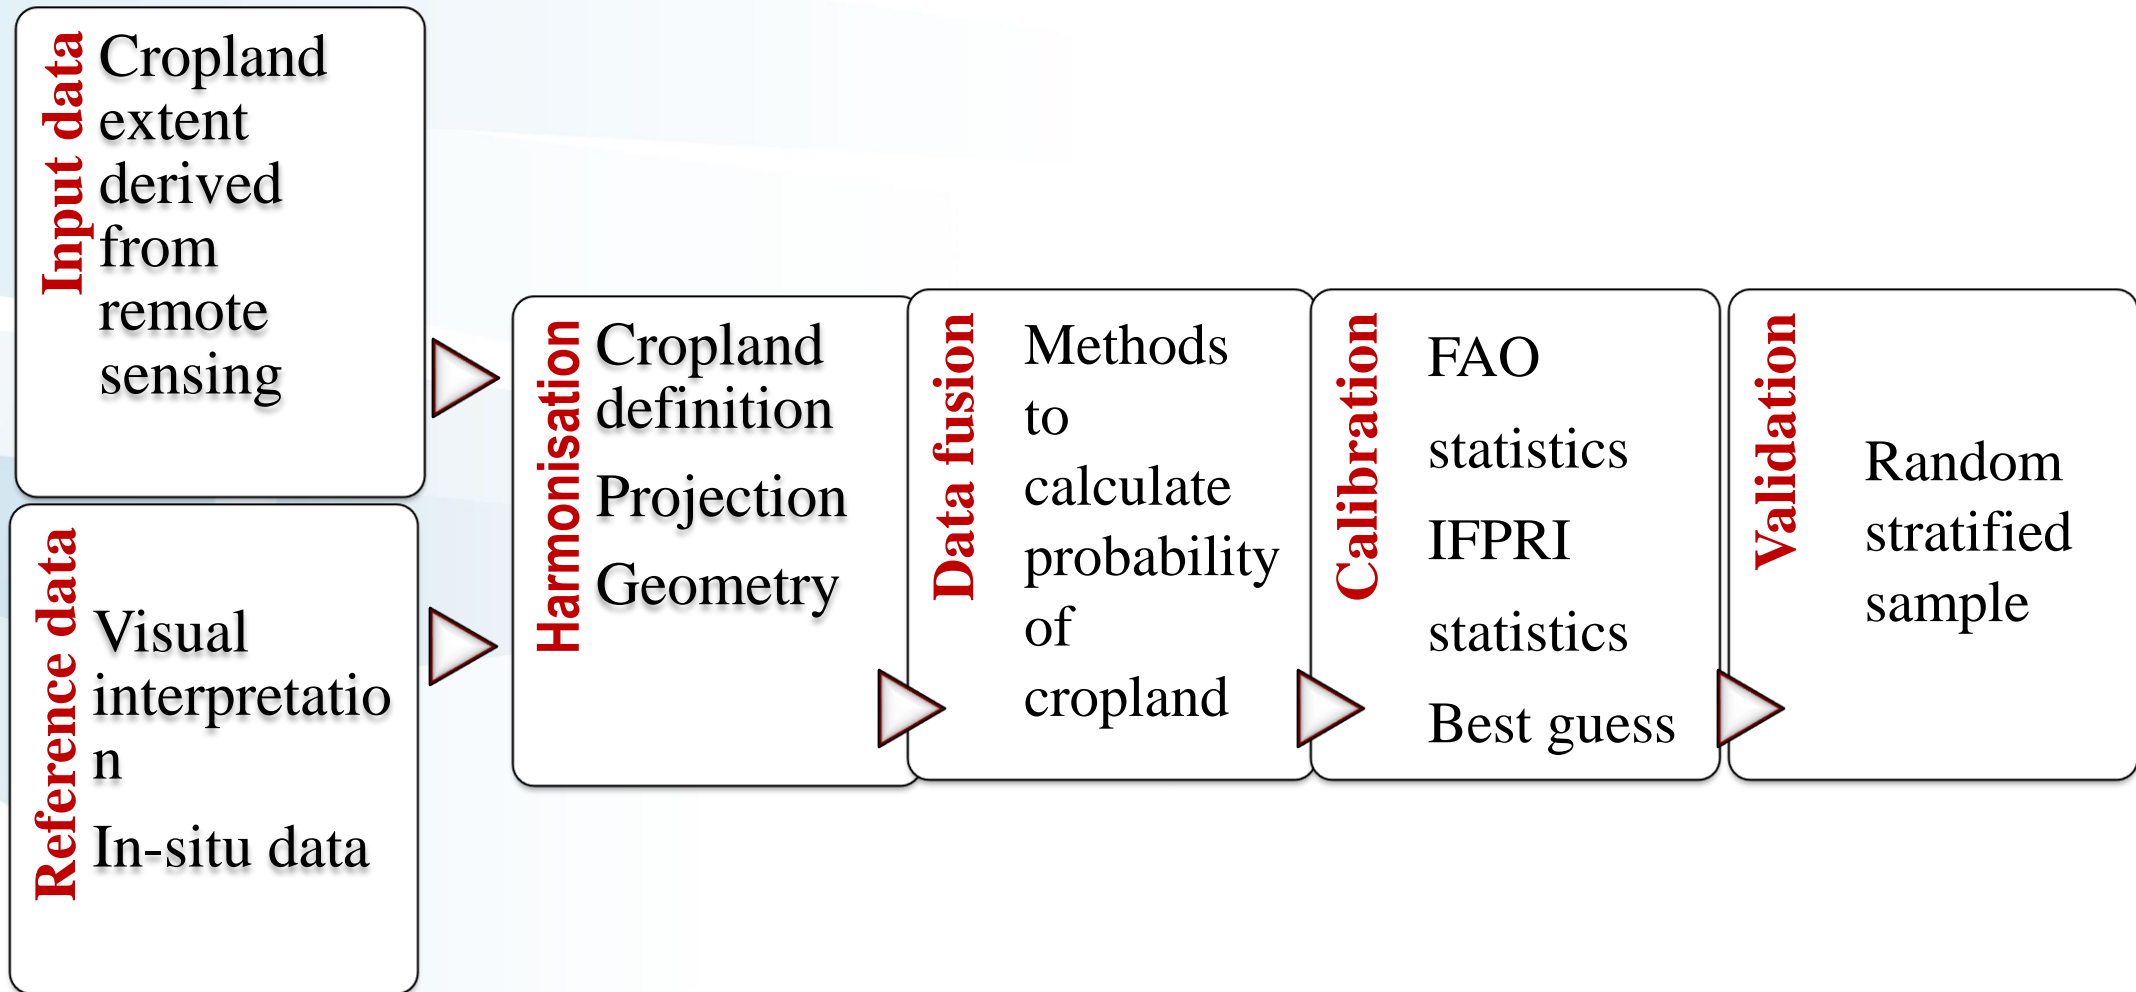 Input data
Cropland
extent
derived
from
remote
sensing
Reference data
Visual
interpretatio
n
In-situ data
Harmonisation
Cropland
definition
Projection
Geometry
Data fusion
Methods
to
calculate
probability
of
cropland
Calibration
FAO
statistics
IFPRI
statistics
Best guess
Validation
Random
stratified
sample